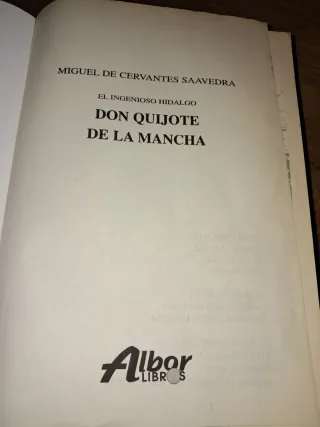 MIGUEL DE CERVANTES SAAVEDRA
EL INGENIOSO HIDALGO
DON QUIJOTE
DE LA MANCHA
Albor
LIBROS